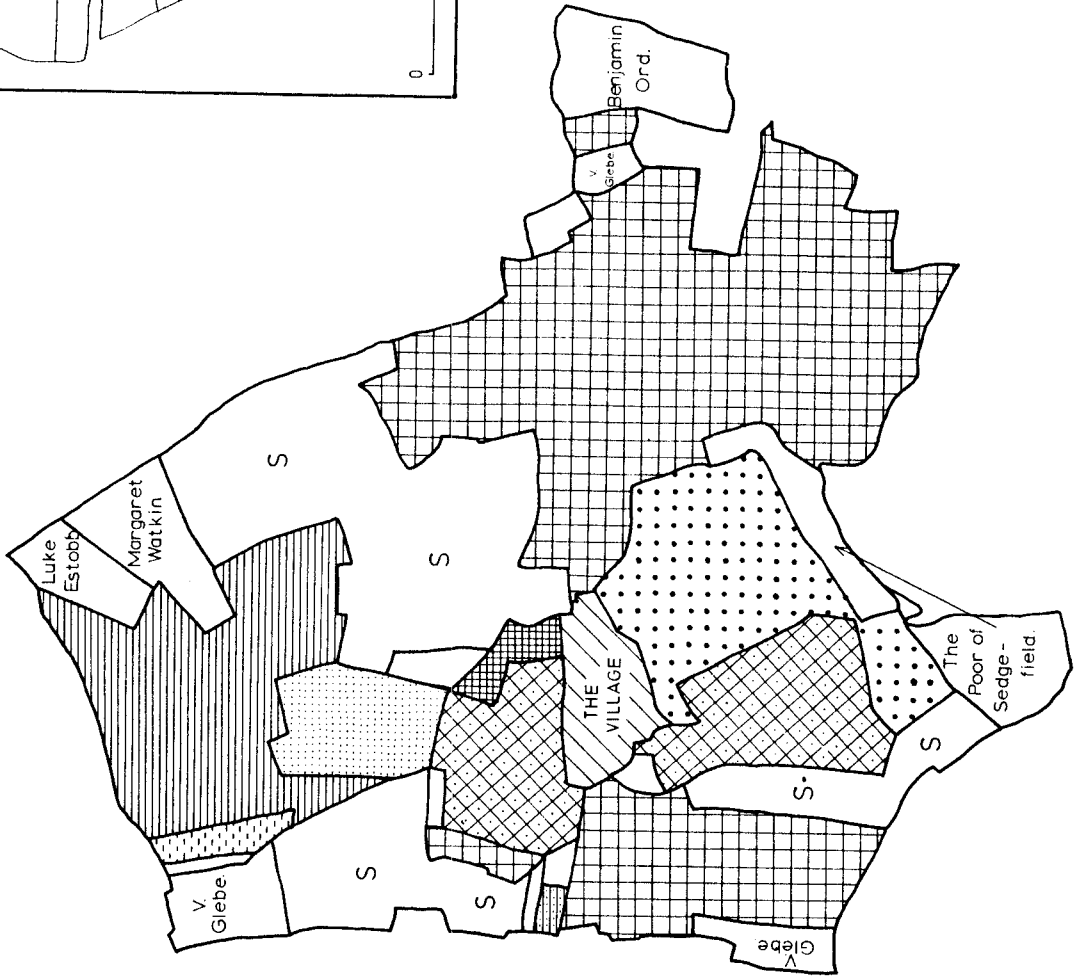 0
Benjamin
Ord.
V.
Glebe
Luke
Estobb
Margaret
Watkin
S
S
THE
VILLAGE
The
Poor of
Sedge-
field.
S
S
V.
Glebe.
S
S
V.
Glebe.